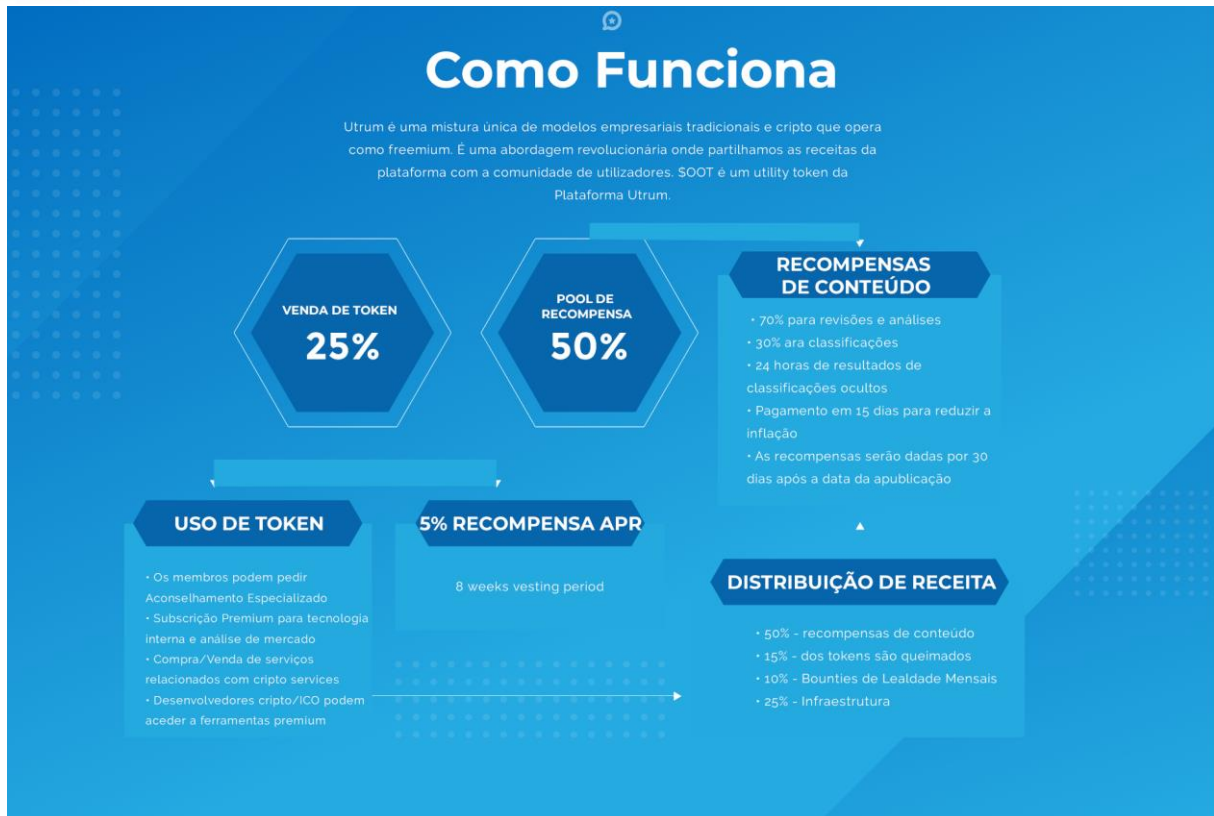 Como Funciona
Utrum é uma mistura única de modelos empresariais tradicionais e cripto que opera
como freemium. É uma abordagem revolucionária onde partilhamos as receitas da
plataforma com a comunidade de utilizadores. $OOT é um utility token da
Plataforma Utrum.
VENDA DE TOKEN
25%
POOL DE
RECOMPENSA
50%
RECOMPENSAS
DE CONTEÚDO
• 70% para revisões e análises
• 30% ara classificações
• 24 horas de resultados de
classificações ocultos
• Pagamento em 15 dias para reduzir a
inflação
• As recompensas serão dadas por 30
dias após a data da apublicação
USO DE TOKEN
• Os membros podem pedir
Aconselhamento Especializado
• Subscrição Premium para tecnologia
interna e análise de mercado
• Compra/Venda de serviços
relacionados com cripto services
• Desenvolvedores cripto/ICO podem
aceder a ferramentas premium
5% RECOMPENSA APR
8 weeks vesting period
DISTRIBUIÇÃO DE RECEITA
• 50% - recompensas de conteúdo
• 15% - dos tokens são queimados
• 10% - Bounties de Lealdade Mensais
• 25% - Infraestrutura